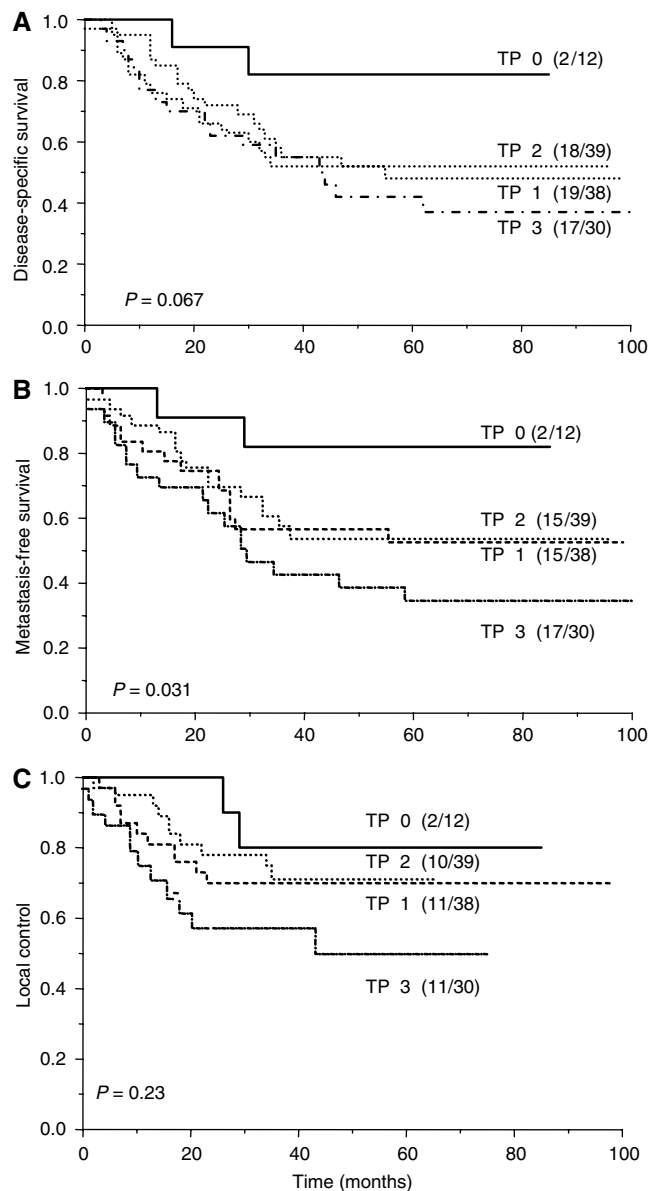 A
Disease-specific survival
1.0
0.8
0.6
0.4
0.2
0.0
TP 0 (2/12)
TP 2 (18/39)
TP 1 (19/38)
TP 3 (17/30)
P = 0.067
0 20 40 60 80 100
B
Metastasis-free survival
1.0
0.8
0.6
0.4
0.2
0.0
TP 0 (2/12)
TP 2 (15/39)
TP 1 (15/38)
TP 3 (17/30)
P = 0.031
0 20 40 60 80 100
C
Local control
1.0
0.8
0.6
0.4
0.2
0.0
TP 0 (2/12)
TP 2 (10/39)
TP 1 (11/38)
TP 3 (11/30)
P = 0.23
0 20 40 60 80 100
Time (months)